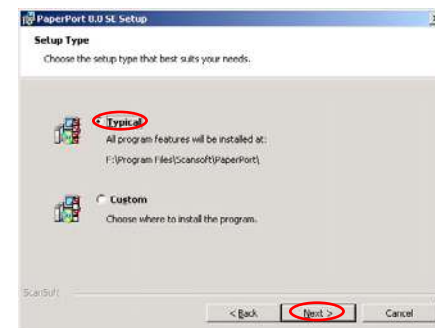 PaperPort 8.0 SE Setup
Setup Type
Choose the setup type that best suits your needs.
Typical
All program features will be installed at:
F:\Program Files\Scansoft\PaperPort\
Custom
Choose where to install the program.
ScanSoft
< Back Next > Cancel